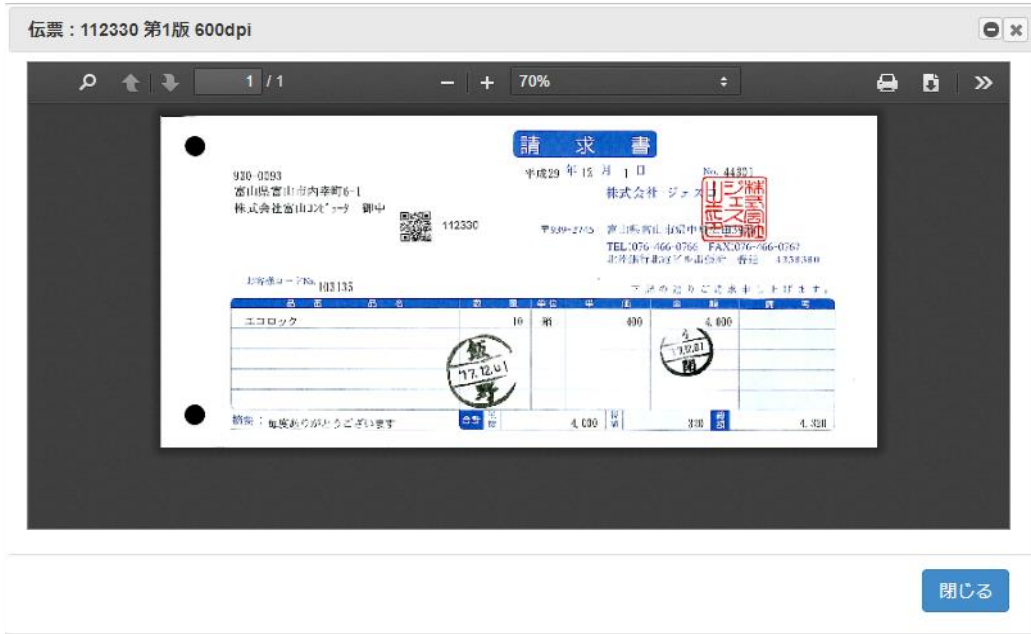 伝票：112330 第1版 600dpi
1 / 1
70%
請 求 書
930-0093
平成29 年 12 月 1 日
No. 44301
富山県富山市内幸町6-1
株式会社 ジェスコ
株式会社富山ｺﾝﾋﾟｭｰﾀ 御中
112330
〒939-2745
TEL:076-466-0766 FAX:076-466-0767
お客様コードNo.
103135
下記の通りご請求申し上げます。
品 番 品 名 数 量 単位 単 価 金 額 備 考
エコロック 10 箱 400 4,000
飯
'17.12.01
野
摘要：毎度ありがとうございます
合計
4,000
320
4,320
閉じる